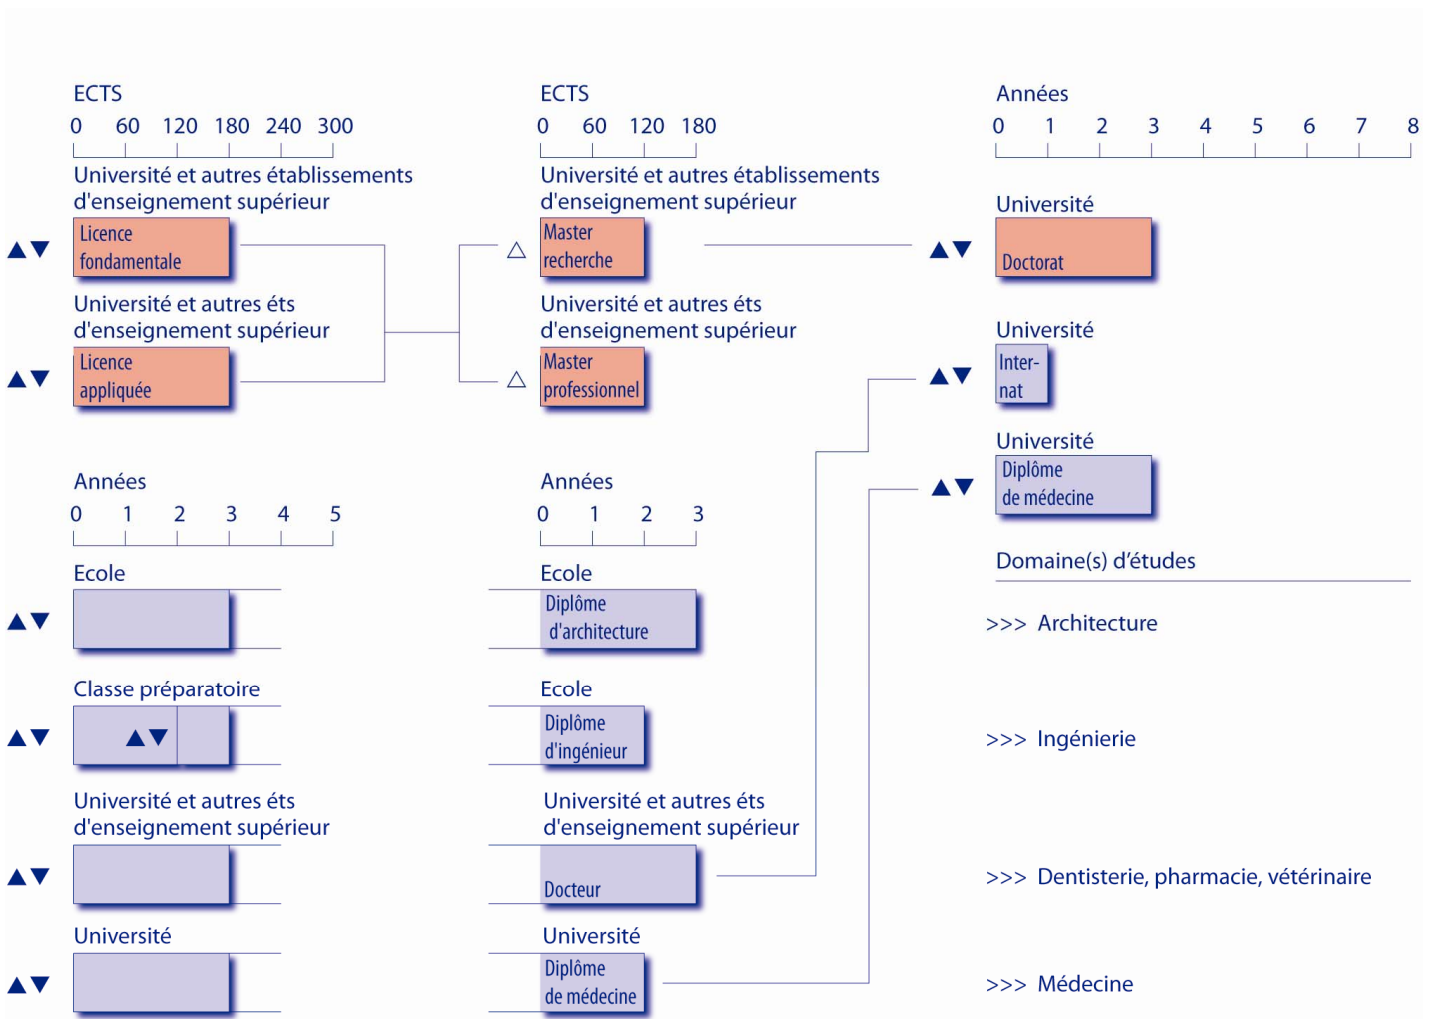 ECTS
0 60 120 180 240 300
Université et autres établissements
d'enseignement supérieur
Licence
fondamentale
Université et autres éts
d'enseignement supérieur
Licence
appliquée
ECTS
0 60 120 180
Université et autres établissements
d'enseignement supérieur
Master
recherche
Université et autres éts
d'enseignement supérieur
Master
professionnel
Années
0 1 2 3 4 5 6 7 8
Université
Doctorat
Université
Inter-
nat
Université
Diplôme
de médecine
Années
0 1 2 3 4 5
Ecole
Classe préparatoire
Université et autres éts
d'enseignement supérieur
Université
Années
0 1 2 3
Ecole
Diplôme
d'architecture
Ecole
Diplôme
d'ingénieur
Université et autres éts
d'enseignement supérieur
Docteur
Université
Diplôme
de médecine
Domaine(s) d’études
>>> Architecture
>>> Ingénierie
>>> Dentisterie, pharmacie, vétérinaire
>>> Médecine